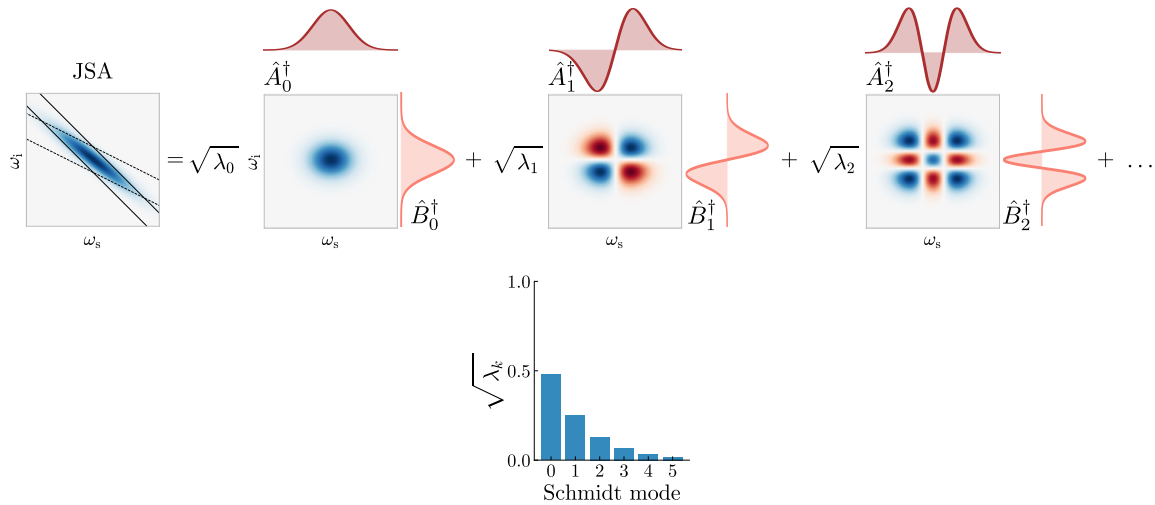 JSA
ω_i
ω_s
= √λ_0
Â_0^†
ω_i
ω_s
B̂_0^†
+ √λ_1
Â_1^†
ω_s
B̂_1^†
+ √λ_2
Â_2^†
ω_s
B̂_2^†
+ ...
√λ_k
1.0
0.5
0.0
0 1 2 3 4 5
Schmidt mode